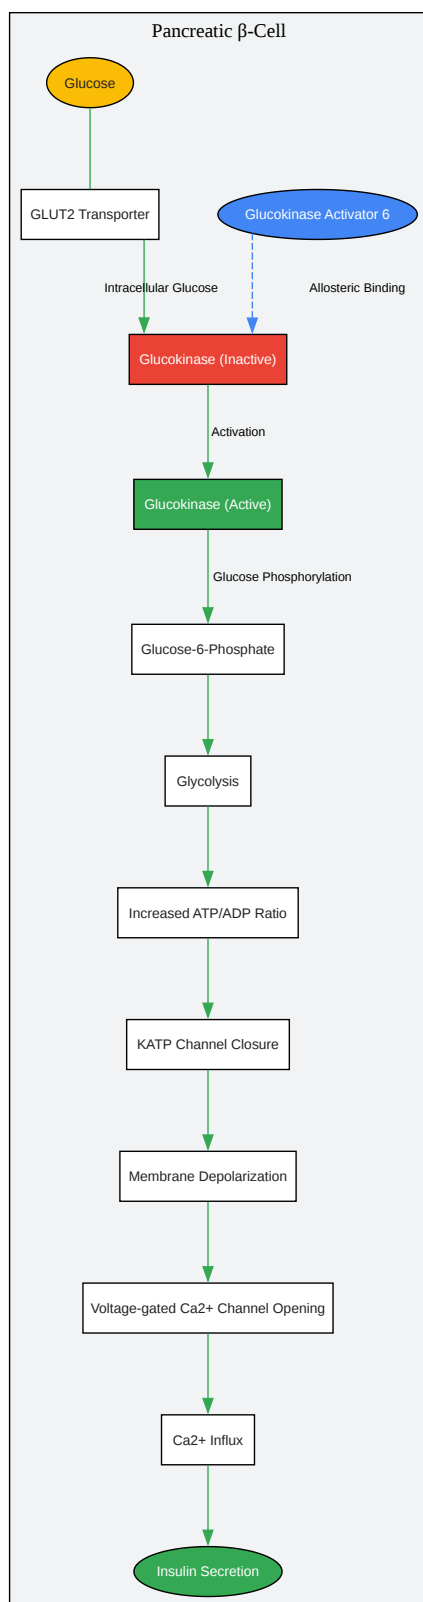 Pancreatic β-Cell
Glucose
GLUT2 Transporter
Glucokinase Activator 6
Intracellular Glucose
Allosteric Binding
Glucokinase (Inactive)
Activation
Glucokinase (Active)
Glucose Phosphorylation
Glucose-6-Phosphate
Glycolysis
Increased ATP/ADP Ratio
KATP Channel Closure
Membrane Depolarization
Voltage-gated Ca2+ Channel Opening
Ca2+ Influx
Insulin Secretion